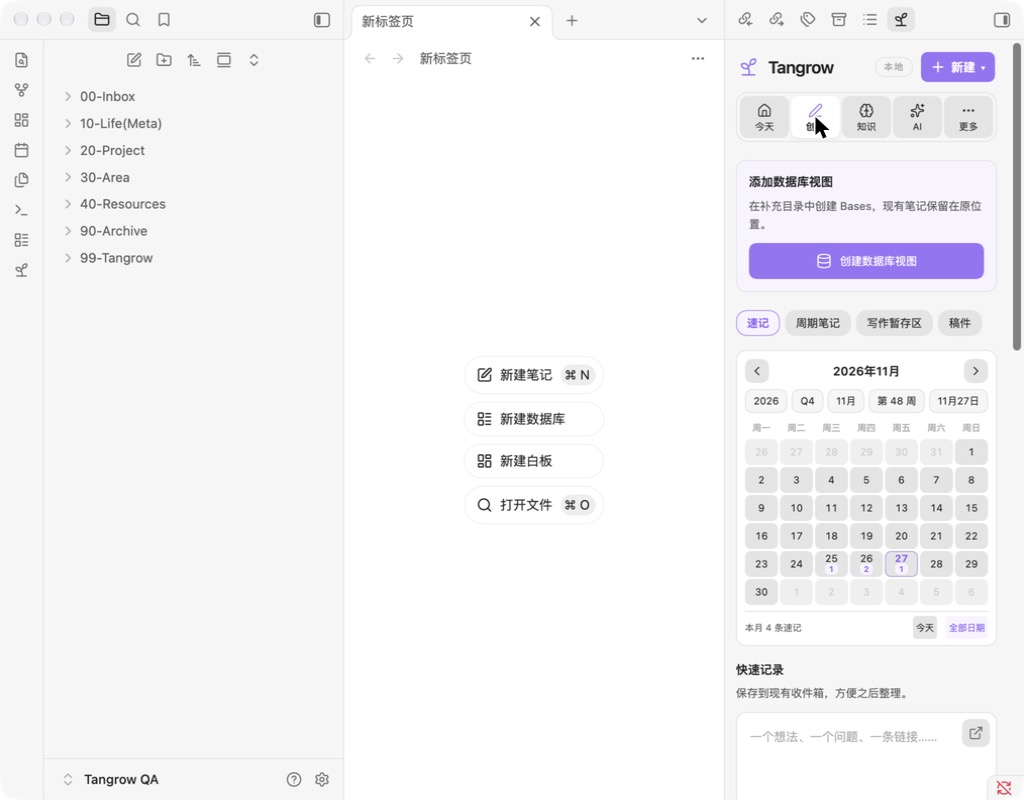 新标签页
新标签页
00-Inbox
10-Life(Meta)
20-Project
30-Area
40-Resources
90-Archive
99-Tangrow
Tangrow QA
新建笔记 ⌘ N
新建数据库
新建白板
打开文件 ⌘ O
Tangrow 本地 + 新建
今天 知识 AI 更多
添加数据库视图
在补充目录中创建 Bases，现有笔记保留在原位
置。
创建数据库视图
速记 周期笔记 写作暂存区 稿件
2026年11月
2026 Q4 11月 第 48 周 11月27日
周一 周二 周三 周四 周五 周六 周日
26 27 28 29 30 31 1
2 3 4 5 6 7 8
9 10 11 12 13 14 15
16 17 18 19 20 21 22
23 24 25 26 27 28 29
1 2 1
30 1 2 3 4 5 6
本月 4 条速记 今天 全部日期
快速记录
保存到现有收件箱，方便之后整理。
一个想法、一个问题、一条链接......